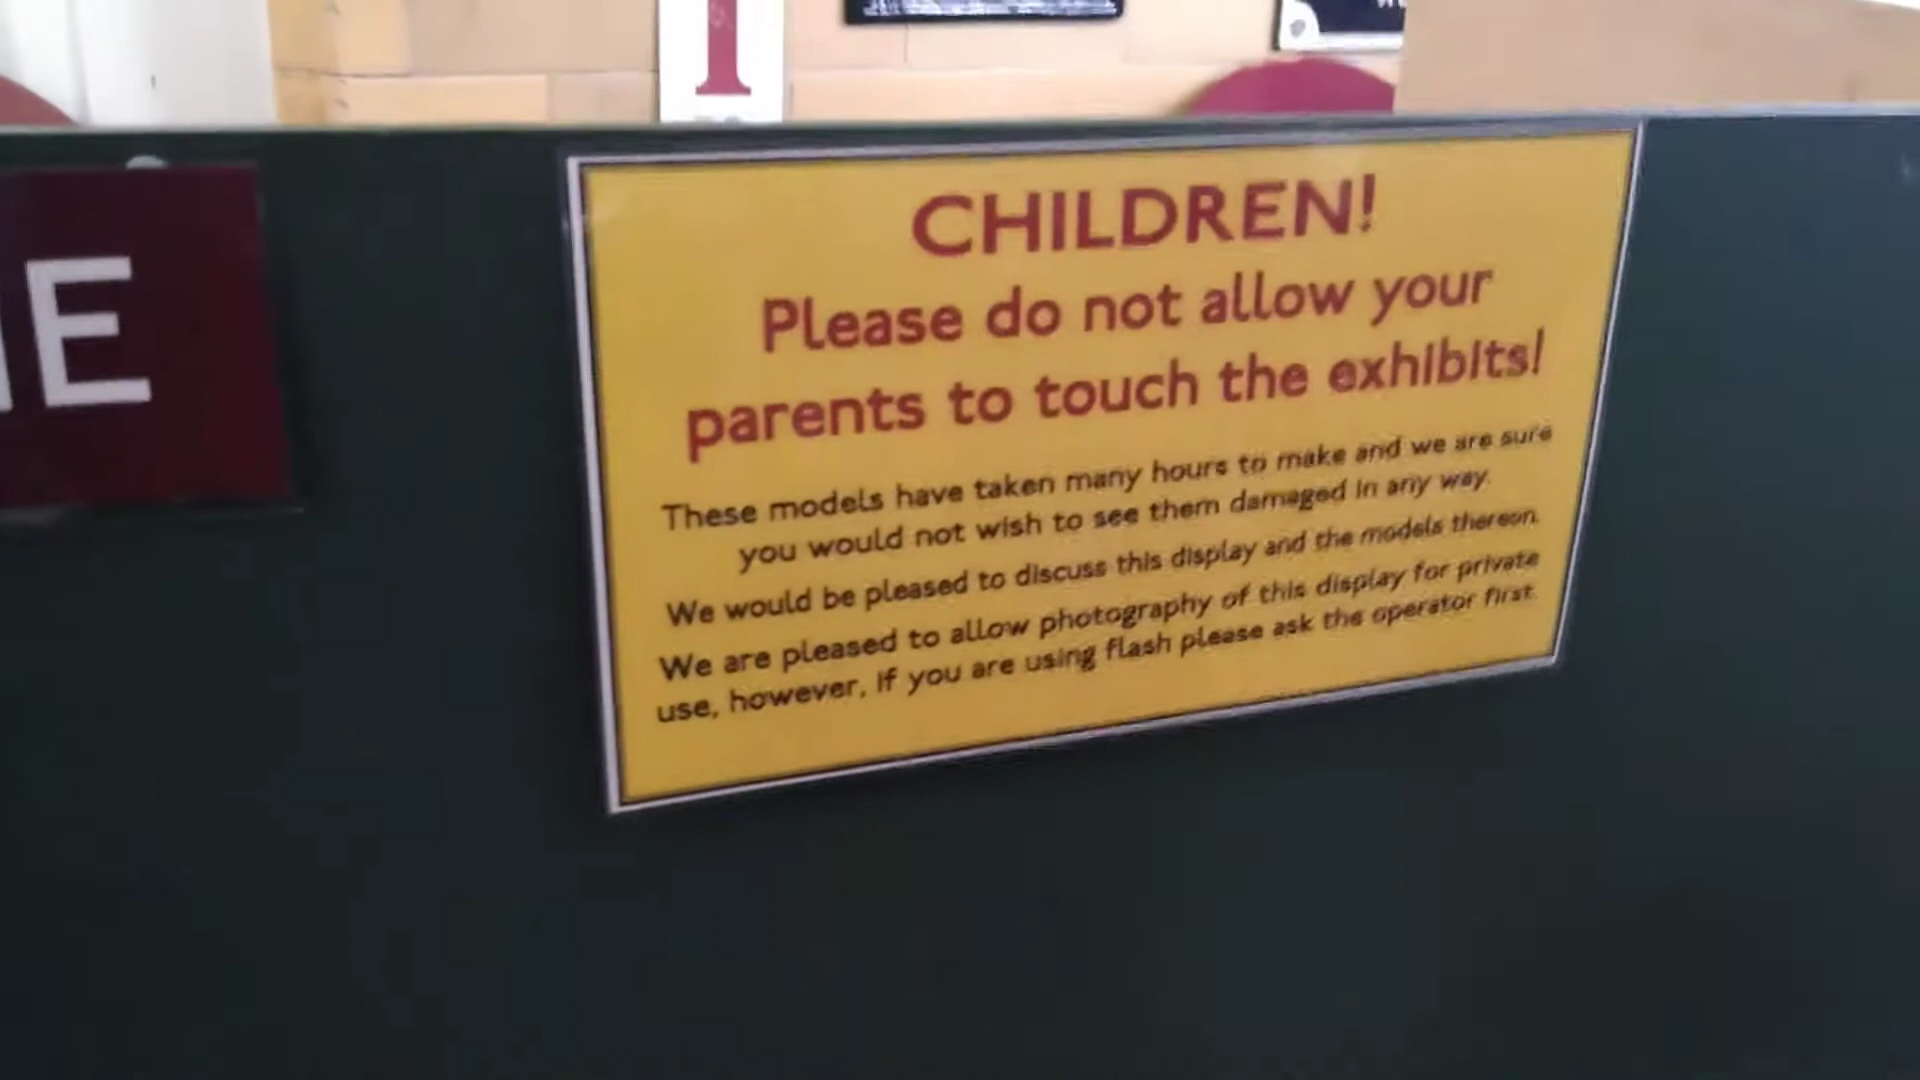 I
E
CHILDREN!
Please do not allow your
parents to touch the exhibits!
These models have taken many hours to make and we are sure
you would not wish to see them damaged in any way.
We would be pleased to discuss this display and the models thereon.
We are pleased to allow photography of this display for private
use, however, if you are using flash please ask the operator first.